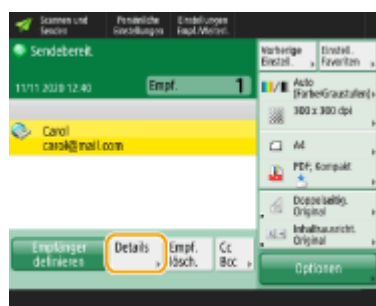 Scannen und
Senden
Persönliche
Einstellungen
Einstellungen
Empf./Weiterl.
Sendebereit.
11/11 2020 12:40
Empf.
1
Carol
carol@mail.com
Empfänger
definieren
Details
Empf.
lösch.
Cc
Bcc
Vorherige
Einstell.
Einstell.
Favoriten
Auto
(Farbe/Graustufen)
300 x 300 dpi
A4
PDF; Kompakt
Doppelseitig.
Original
Inhaltsausricht.
Original
Optionen